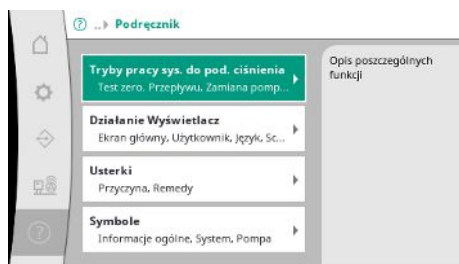 ..▸ Podręcznik
Tryby pracy sys. do pod. ciśnienia
Test zero. Przepływu, Zamiana pomp...
Działanie Wyświetlacz
Ekran główny, Użytkownik, Język, Sc...
Usterki
Przyczyna, Remedy
Symbole
Informacje ogólne, System, Pompa
Opis poszczególnych
funkcji